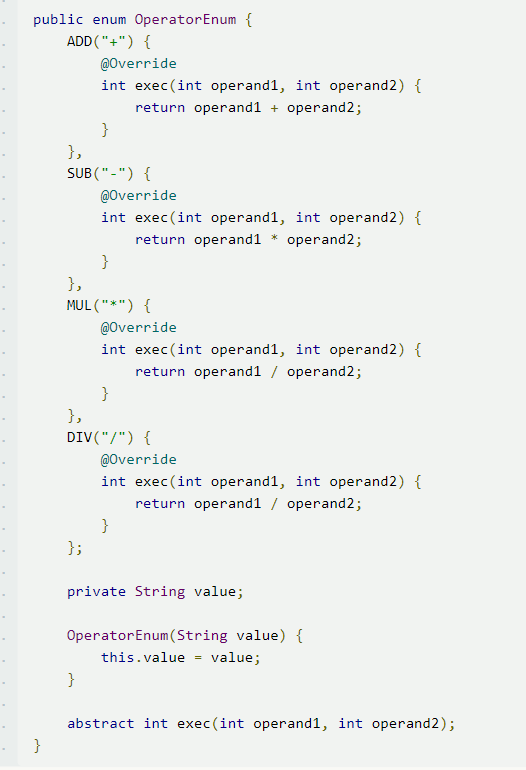 public enum OperatorEnum {
    ADD("+") {
        @Override
        int exec(int operand1, int operand2) {
            return operand1 + operand2;
        }
    },
    SUB("-") {
        @Override
        int exec(int operand1, int operand2) {
            return operand1 * operand2;
        }
    },
    MUL("*") {
        @Override
        int exec(int operand1, int operand2) {
            return operand1 / operand2;
        }
    },
    DIV("/") {
        @Override
        int exec(int operand1, int operand2) {
            return operand1 / operand2;
        }
    };

    private String value;

    OperatorEnum(String value) {
        this.value = value;
    }

    abstract int exec(int operand1, int operand2);
}